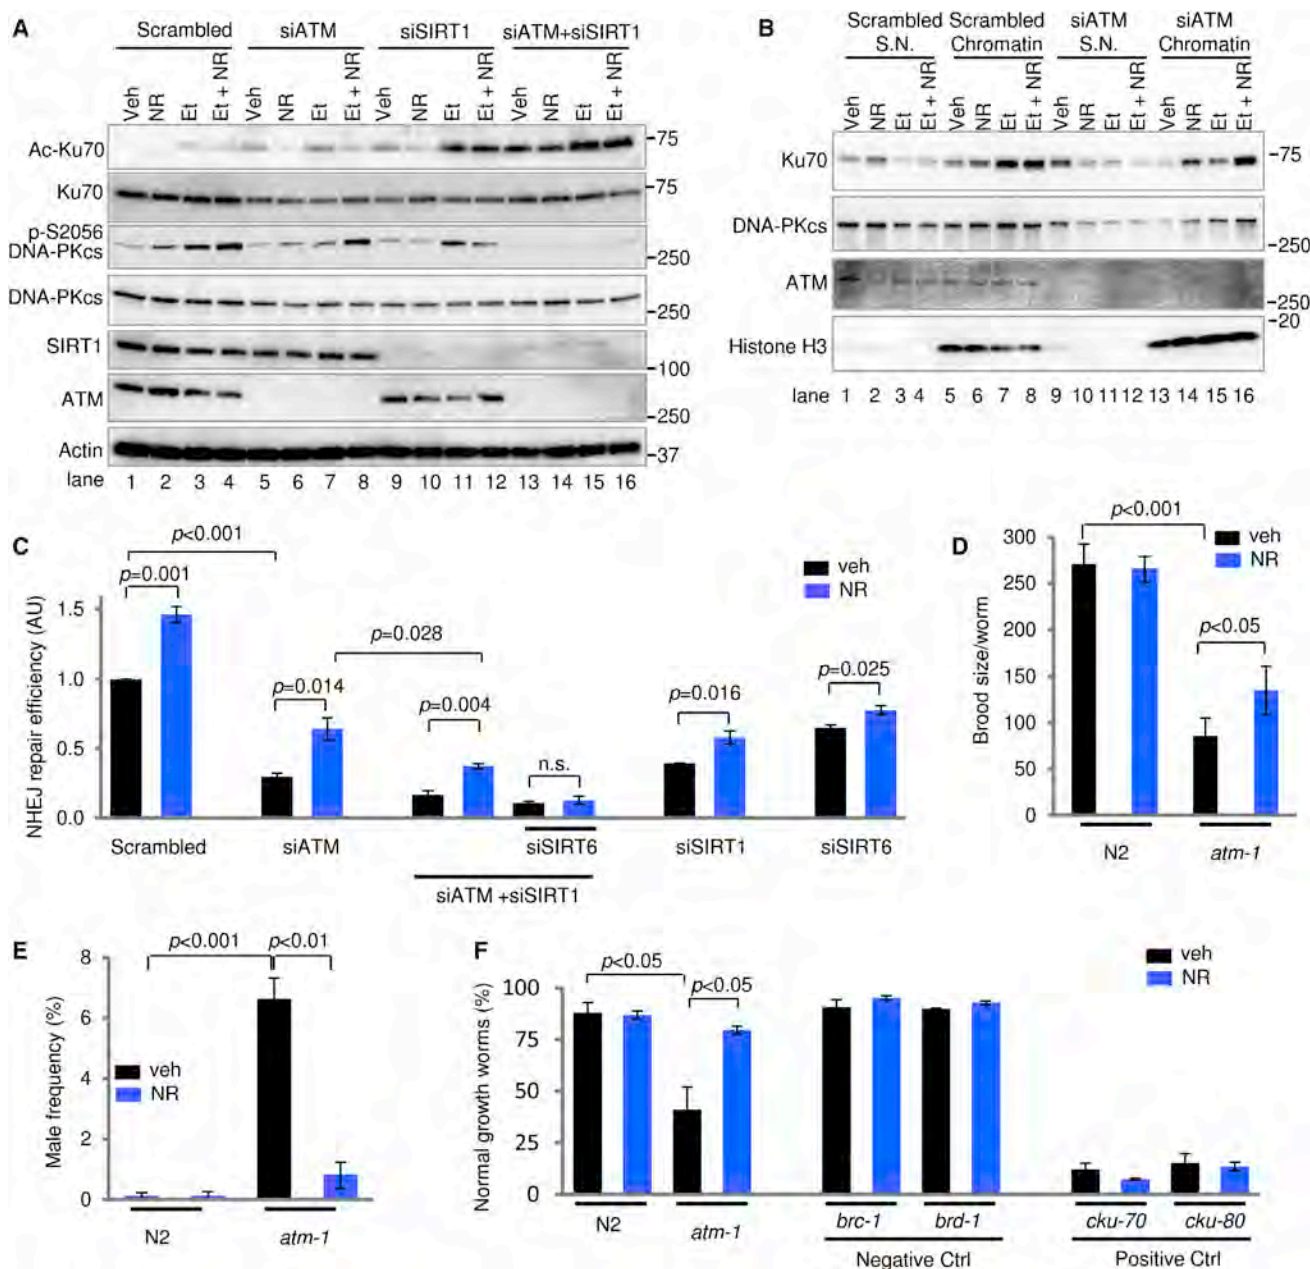 A
Scrambled siATM siSIRT1 siATM+siSIRT1
Veh NR Et Et + NR Veh NR Et Et + NR Veh NR Et Et + NR Veh NR Et Et + NR
Ac-Ku70 -75
Ku70 -75
p-S2056
DNA-PKcs -250
DNA-PKcs -250
SIRT1 -100
ATM -250
Actin -37
lane 1 2 3 4 5 6 7 8 9 10 11 12 13 14 15 16
B
Scrambled Scrambled siATM siATM
S.N. Chromatin S.N. Chromatin
Veh NR Et Et + NR Veh NR Et Et + NR Veh NR Et Et + NR Veh NR Et Et + NR
Ku70 -75
DNA-PKcs -250
ATM -250
-20
Histone H3
lane 1 2 3 4 5 6 7 8 9 10 11 12 13 14 15 16
C
p<0.001
p=0.001
veh
NR
p=0.028
p=0.014
p=0.004
n.s.
p=0.016
p=0.025
NHEJ repair efficiency (AU)
1.5
1.0
0.5
0.0
Scrambled siATM siSIRT6 siSIRT1 siSIRT6
siATM +siSIRT1
D
p<0.001
veh
NR
p<0.05
Brood size/worm
300
250
200
150
100
50
0
N2 atm-1
E
p<0.001 p<0.01
Male frequency (%)
8
6
4
2
0
veh
NR
N2 atm-1
F
p<0.05
p<0.05
veh
NR
Normal growth worms (%)
100
75
50
25
0
N2 atm-1 brc-1 brd-1 cku-70 cku-80
Negative Ctrl Positive Ctrl